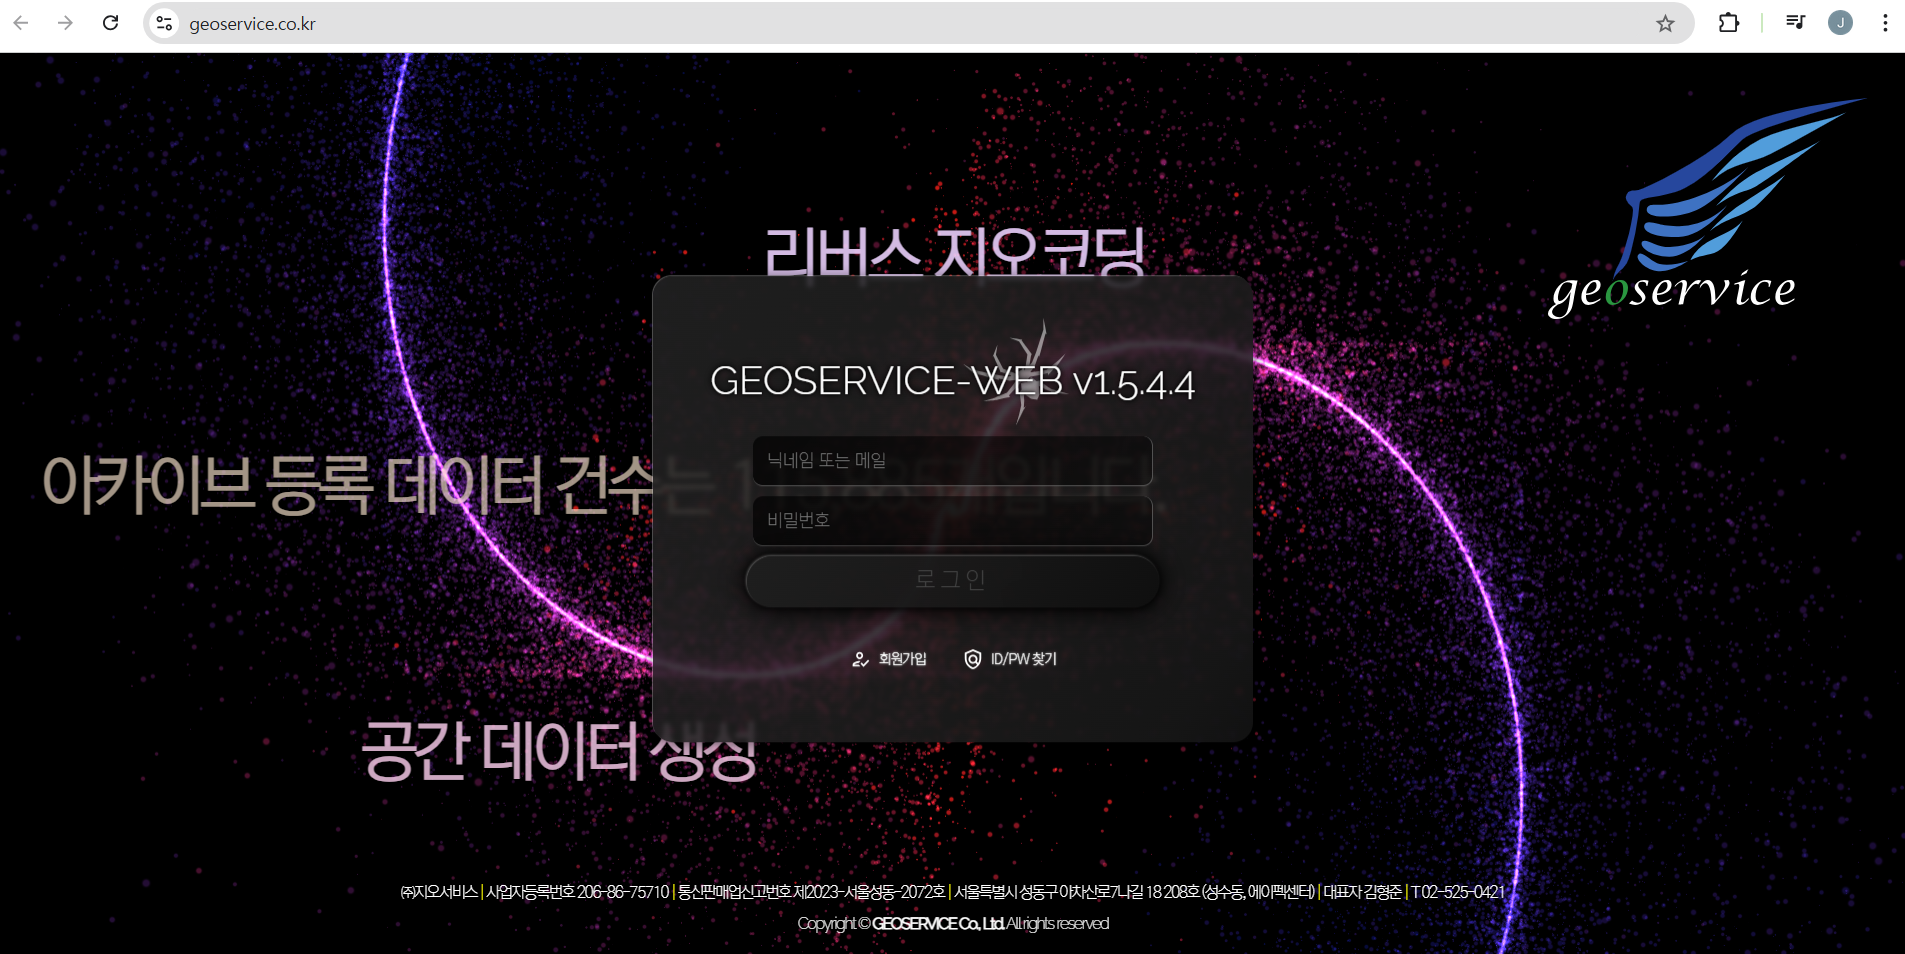 geoservice.co.kr
J
geoservice
리버스 지오코딩
GEOSERVICE-WEB v1.5.4.4
아카이브 등록 데이터 건수는
닉네임 또는 메일
비밀번호
로그인
회원가입 ID/PW 찾기
공간 데이터 생성
㈜지오서비스 | 사업자등록번호 206-86-75710 | 통신판매업신고번호 제2023-서울성동-2072호 | 서울특별시 성동구 아차산로7나길 18 208호 (성수동, 에이펙센터) | 대표자 김형준 | T 02-525-0421
Copyright © GEOSERVICE Co., Ltd. All rights reserved